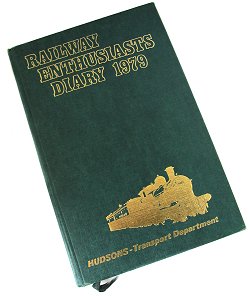 RAILWAY
ENTHUSIASTS
DIARY 1979
HUDSONS - Transport Department